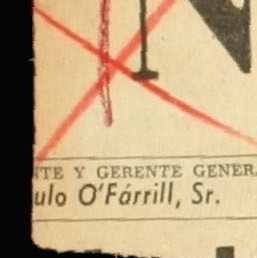 N
NTE Y GERENTE GENER
ulo O'Fárrill, Sr.